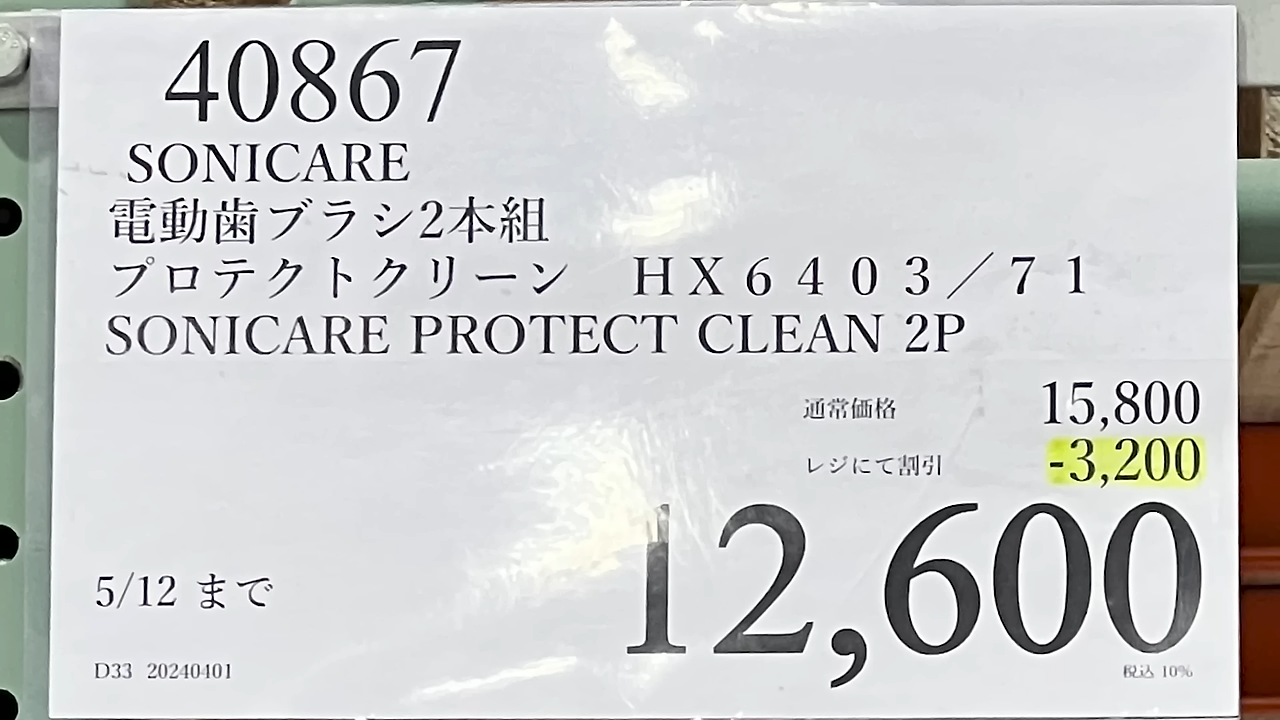 40867
SONICARE
電動歯ブラシ2本組
プロテクトクリーン　ＨＸ６４０３／７１
SONICARE PROTECT CLEAN 2P
通常価格 15,800
レジにて割引 -3,200
12,600
5/12 まで
D33 20240401
税込 10%